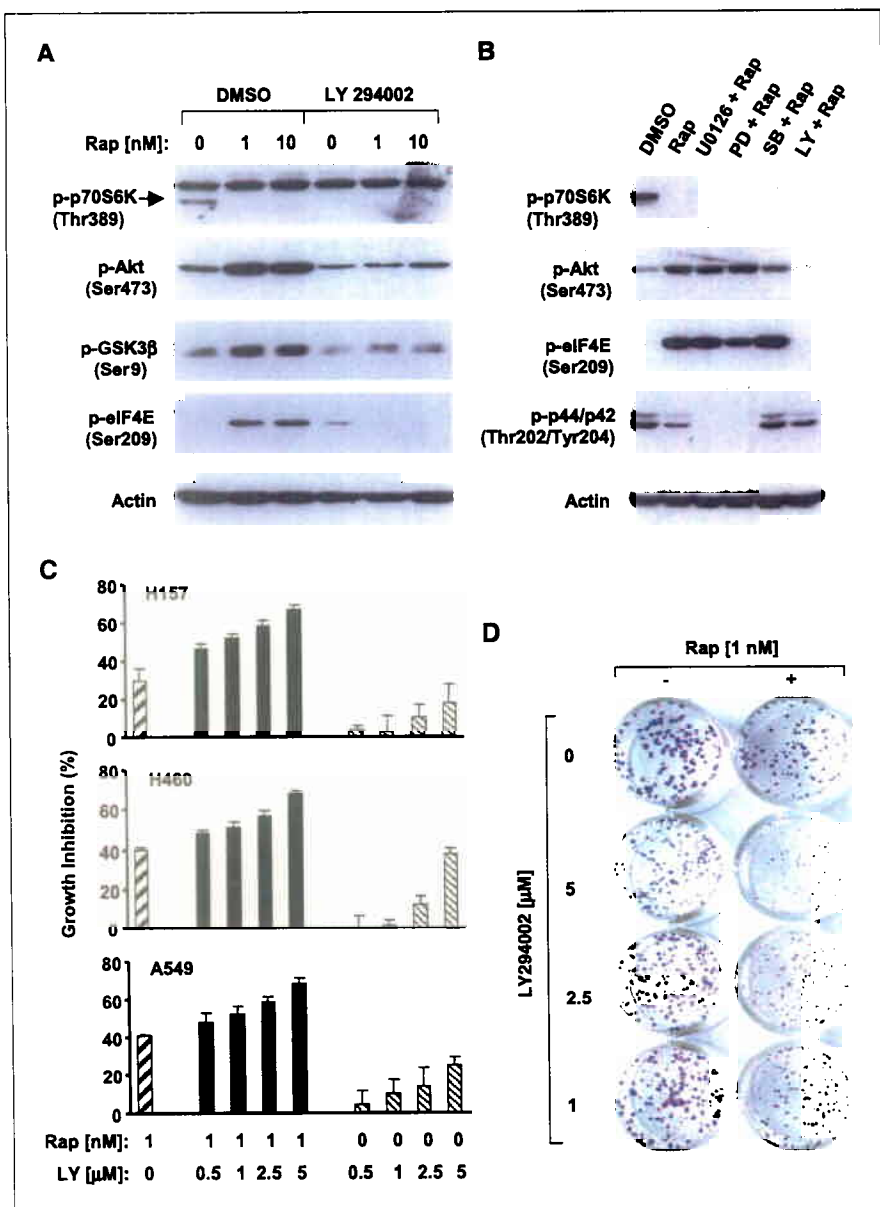 A
DMSO LY 294002
Rap [nM]: 0 1 10 0 1 10
p-p70S6K
(Thr389)
p-Akt
(Ser473)
p-GSK3β
(Ser9)
p-eIF4E
(Ser209)
Actin
B
DMSO
Rap
U0126 + Rap
PD + Rap
SB + Rap
LY + Rap
p-p70S6K
(Thr389)
p-Akt
(Ser473)
p-eIF4E
(Ser209)
p-p44/p42
(Thr202/Tyr204)
Actin
C
Growth Inhibition (%)
H157
80
60
40
20
0
H460
80
60
40
20
0
A549
80
60
40
20
0
Rap [nM]: 1 1 1 1 1 0 0 0 0
LY [μM]: 0 0.5 1 2.5 5 0.5 1 2.5 5
D
Rap [1 nM]
- +
LY294002 [μM]
0
5
2.5
1